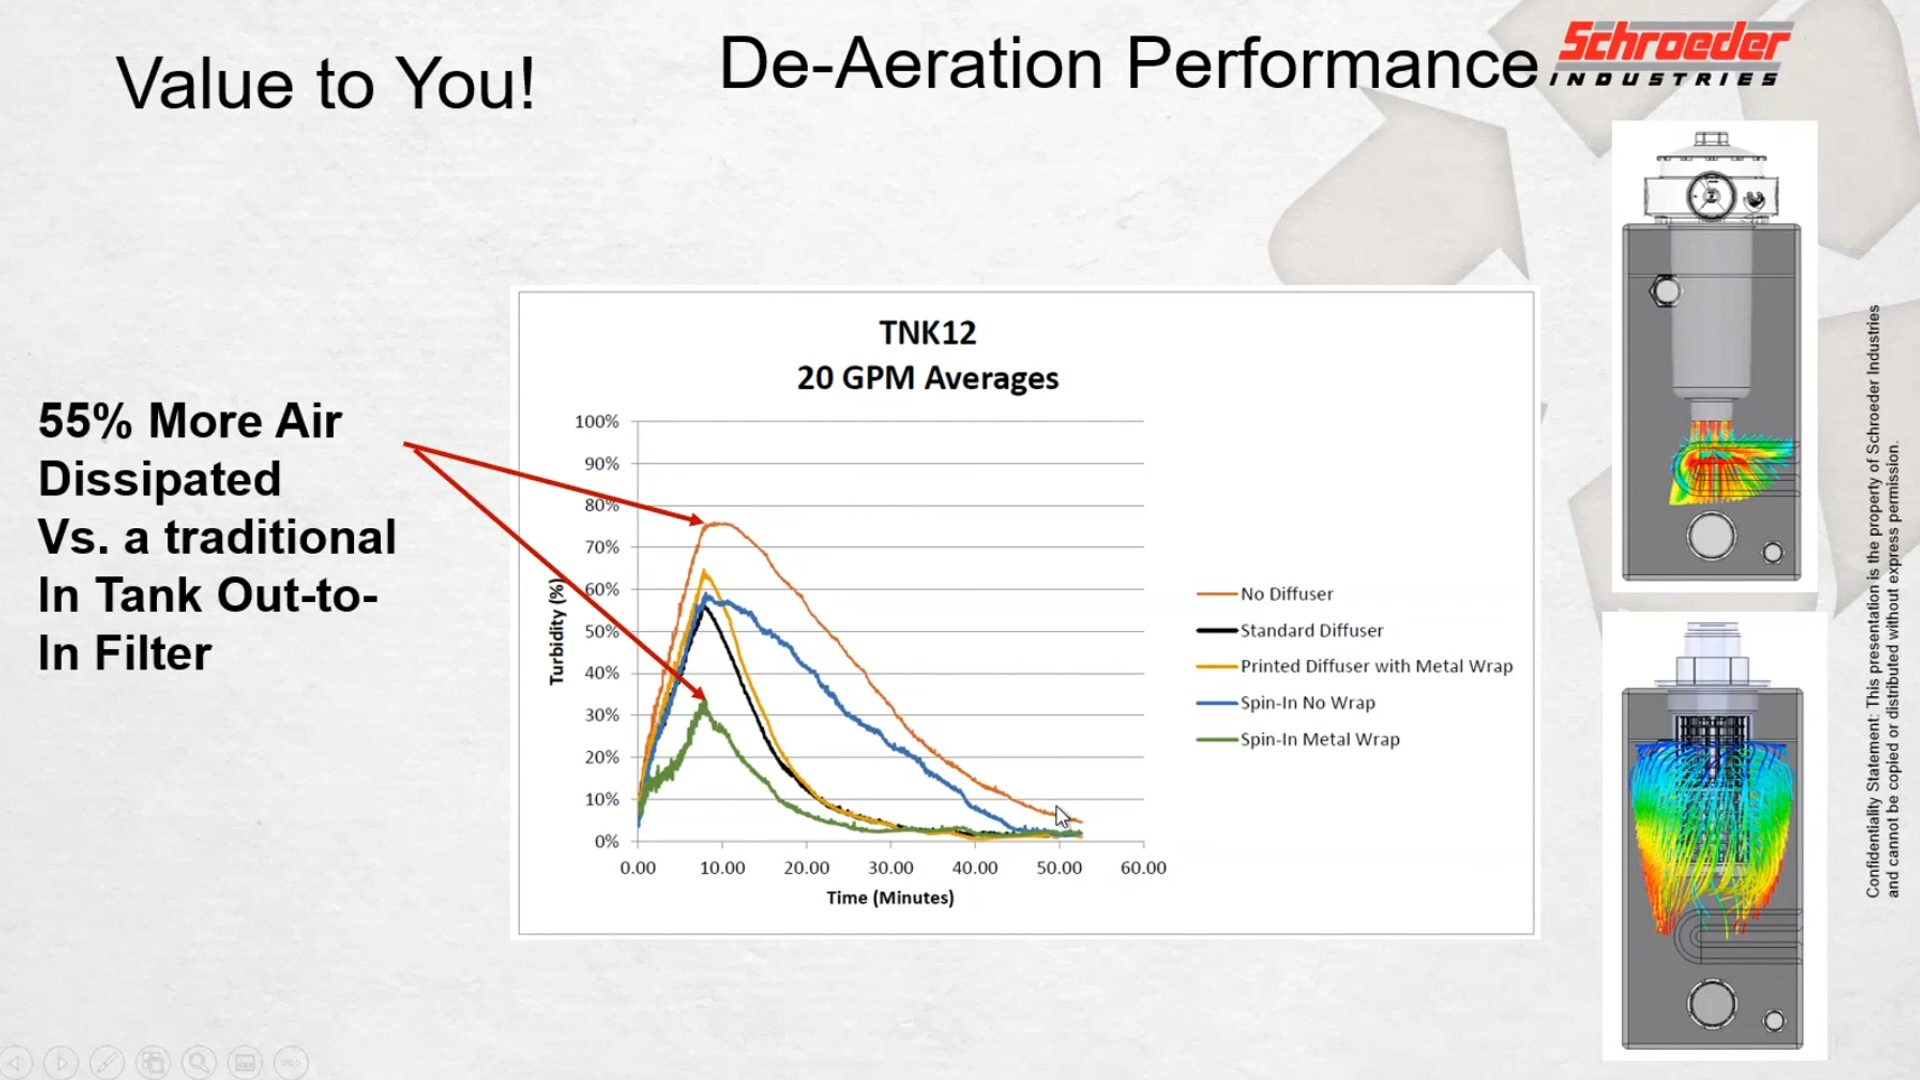 Value to You!
De-Aeration Performance
Schroeder
INDUSTRIES
55% More Air
Dissipated
Vs. a traditional
In Tank Out-to-
In Filter
TNK12
20 GPM Averages
100%
90%
80%
70%
60%
50%
40%
30%
20%
10%
0%
Turbidity (%)
0.00 10.00 20.00 30.00 40.00 50.00 60.00
Time (Minutes)
No Diffuser
Standard Diffuser
Printed Diffuser with Metal Wrap
Spin-In No Wrap
Spin-In Metal Wrap
Confidentiality Statement: This presentation is the property of Schroeder Industries
and cannot be copied or distributed without express permission.